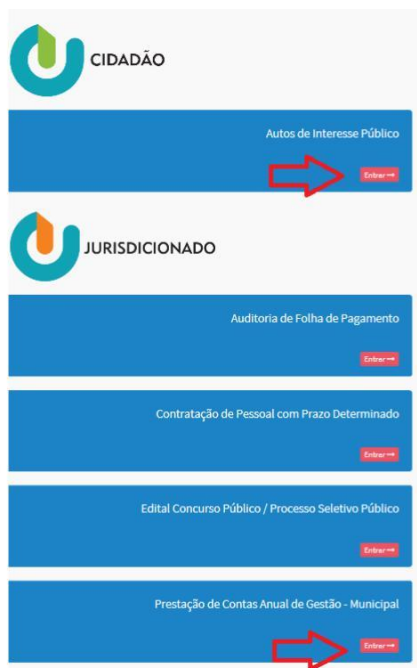 CIDADÃO
Autos de Interesse Público
Entrar
JURISDICIONADO
Auditoria de Folha de Pagamento
Entrar
Contratação de Pessoal com Prazo Determinado
Entrar
Edital Concurso Público / Processo Seletivo Público
Entrar
Prestação de Contas Anual de Gestão - Municipal
Entrar